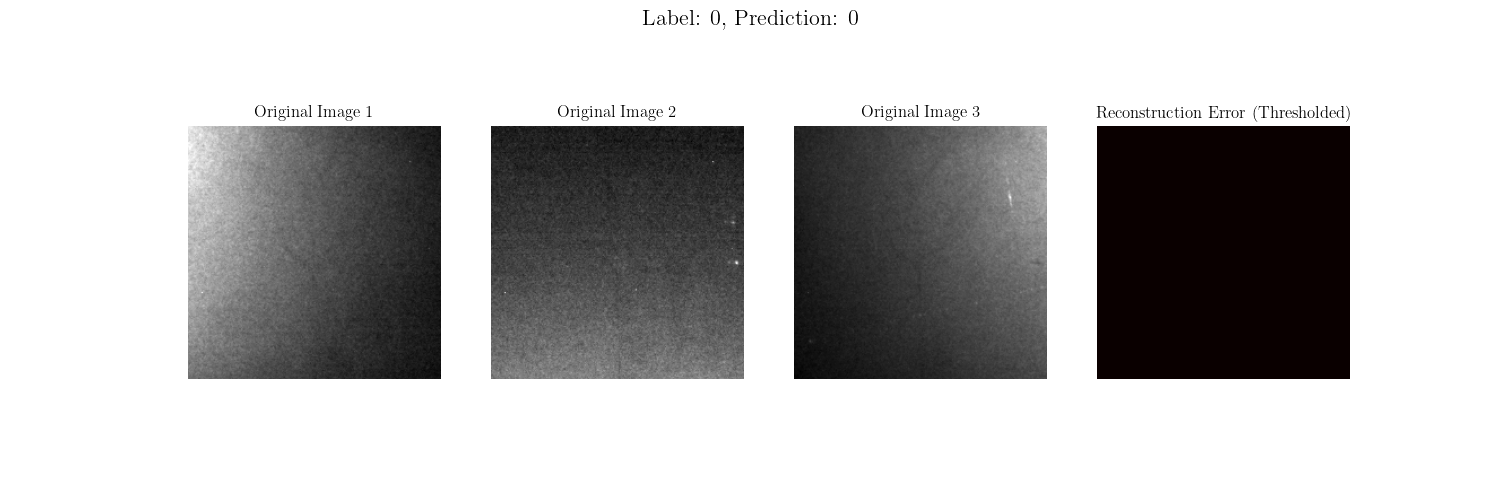 Label: 0, Prediction: 0
Original Image 1
Original Image 2
Original Image 3
Reconstruction Error (Thresholded)